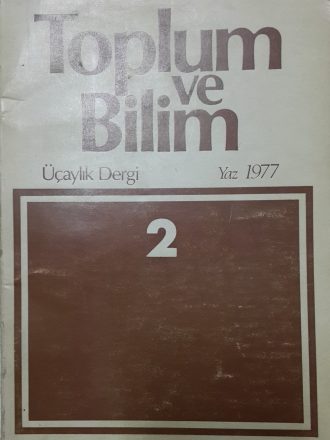 Toplum
ve
Bilim
Üçaylık Dergi Yaz 1977
2